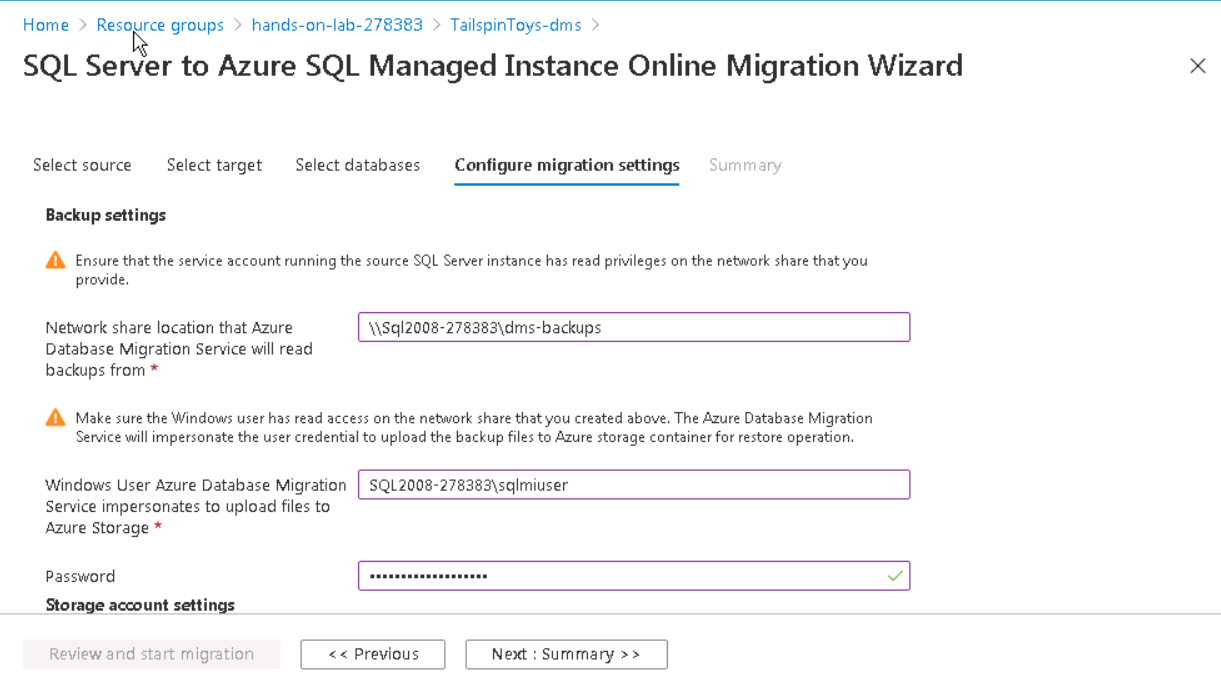 Home > Resource groups > hands-on-lab-278383 > TailspinToys-dms >
SQL Server to Azure SQL Managed Instance Online Migration Wizard
Select source Select target Select databases Configure migration settings Summary
Backup settings
Ensure that the service account running the source SQL Server instance has read privileges on the network share that you
provide.
Network share location that Azure
Database Migration Service will read
backups from *
\\Sql2008-278383\dms-backups
Make sure the Windows user has read access on the network share that you created above. The Azure Database Migration
Service will impersonate the user credential to upload the backup files to Azure storage container for restore operation.
Windows User Azure Database Migration
Service impersonates to upload files to
Azure Storage *
SQL2008-278383\sqlmiuser
Password •••••••••••••••••••
Storage account settings
Review and start migration << Previous Next : Summary >>